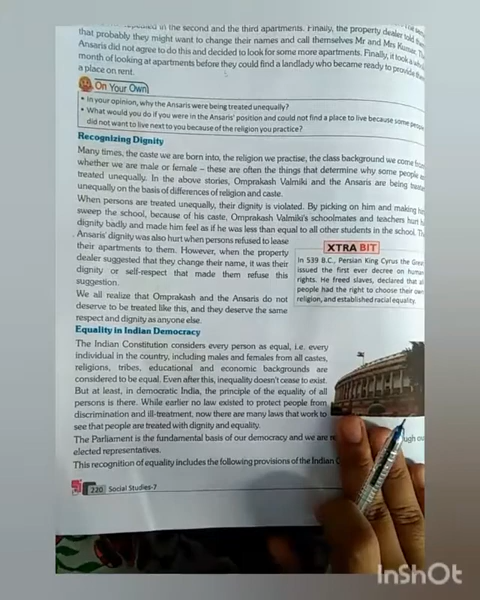 in the second and the third apartments. Finally, the property dealer told them
that probably they might want to change their names and call themselves Mr and Mrs Kumar. The
Ansaris did not agree to do this and decided to look for some more apartments. Finally, it took a whole
month of looking at apartments before they could find a landlady who became ready to provide them
a place on rent.
On Your Own
• In your opinion, why the Ansaris were being treated unequally?
• What would you do if you were in the Ansaris' position and could not find a place to live because some people
did not want to live next to you because of the religion you practise?
Recognizing Dignity
Many times, the caste we are born into, the religion we practise, the class background we come from
whether we are male or female – these are often the things that determine why some people are
treated unequally. In the above stories, Omprakash Valmiki and the Ansaris are being treated
unequally on the basis of differences of religion and caste.
When persons are treated unequally, their dignity is violated. By picking on him and making him
sweep the school, because of his caste, Omprakash Valmiki's schoolmates and teachers hurt his
dignity badly and made him feel as if he was less than equal to all other students in the school. The
Ansaris' dignity was also hurt when persons refused to lease
their apartments to them. However, when the property
dealer suggested that they change their name, it was their
dignity or self-respect that made them refuse this
suggestion.
XTRA BIT
In 539 B.C., Persian King Cyrus the Great
issued the first ever decree on human
rights. He freed slaves, declared that all
people had the right to choose their own
religion, and established racial equality.
We all realize that Omprakash and the Ansaris do not
deserve to be treated like this, and they deserve the same
respect and dignity as anyone else.
Equality in Indian Democracy
The Indian Constitution considers every person as equal, i.e. every
individual in the country, including males and females from all castes,
religions, tribes, educational and economic backgrounds are
considered to be equal. Even after this, inequality doesn't cease to exist.
But at least, in democratic India, the principle of the equality of all
persons is there. While earlier no law existed to protect people from
discrimination and ill-treatment, now there are many laws that work to
see that people are treated with dignity and equality.
The Parliament is the fundamental basis of our democracy and we are ou
elected representatives.
This recognition of equality includes the following provisions of the Indian
220 Social Studies-7
InShOt